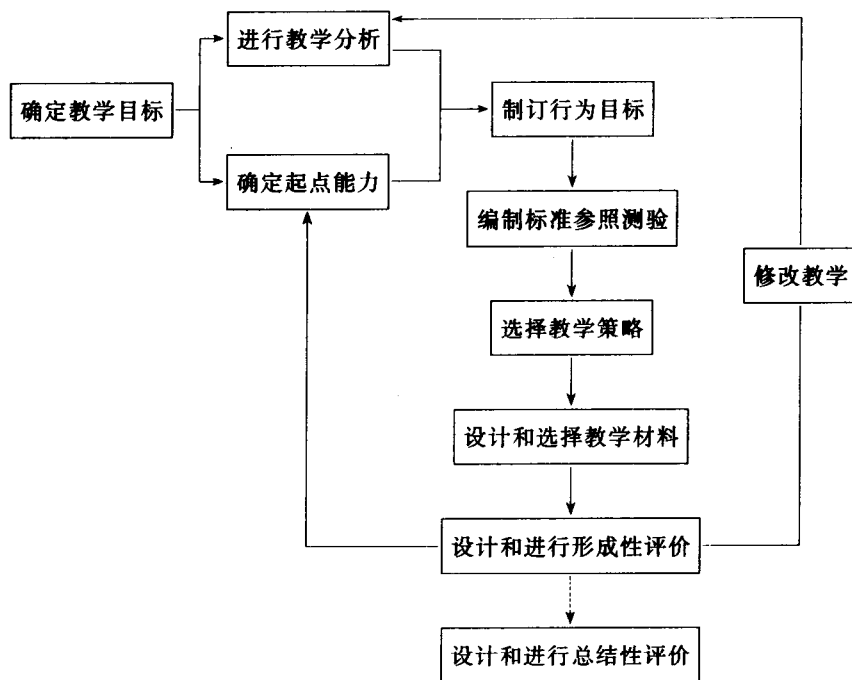 进行教学分析
确定教学目标
制订行为目标
确定起点能力
编制标准参照测验
修改教学
选择教学策略
设计和选择教学材料
设计和进行形成性评价
设计和进行总结性评价